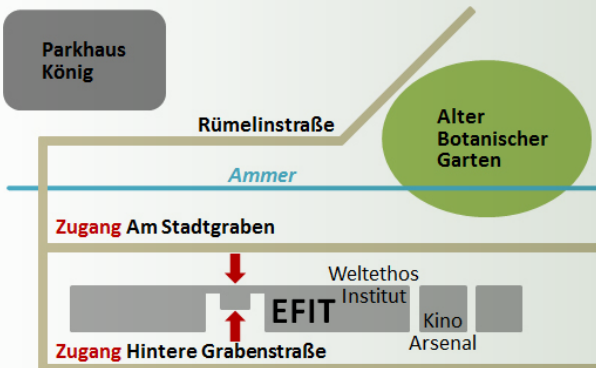 Parkhaus
König
Rümelinstraße
Alter
Botanischer
Garten
Ammer
Zugang Am Stadtgraben
Weltethos
Institut
EFIT
Kino
Arsenal
Zugang Hintere Grabenstraße